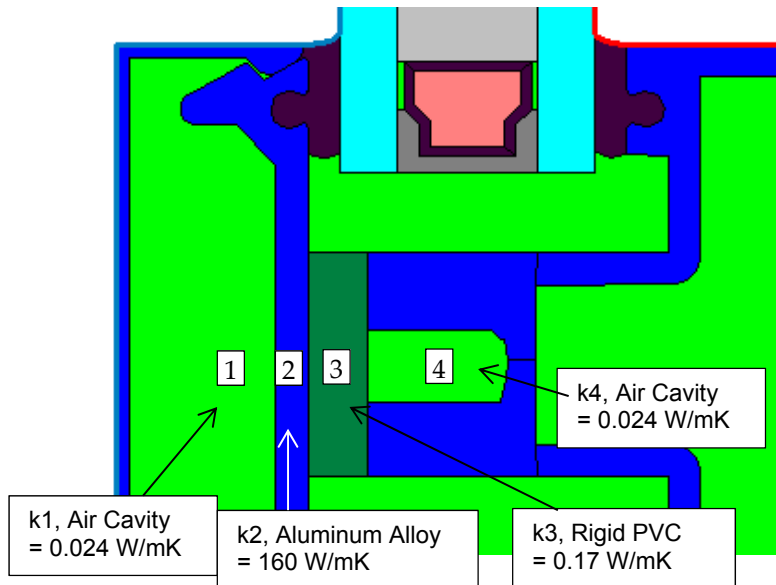 1
2
3
4
k4, Air Cavity
= 0.024 W/mK
k1, Air Cavity
= 0.024 W/mK
k2, Aluminum Alloy
= 160 W/mK
k3, Rigid PVC
= 0.17 W/mK